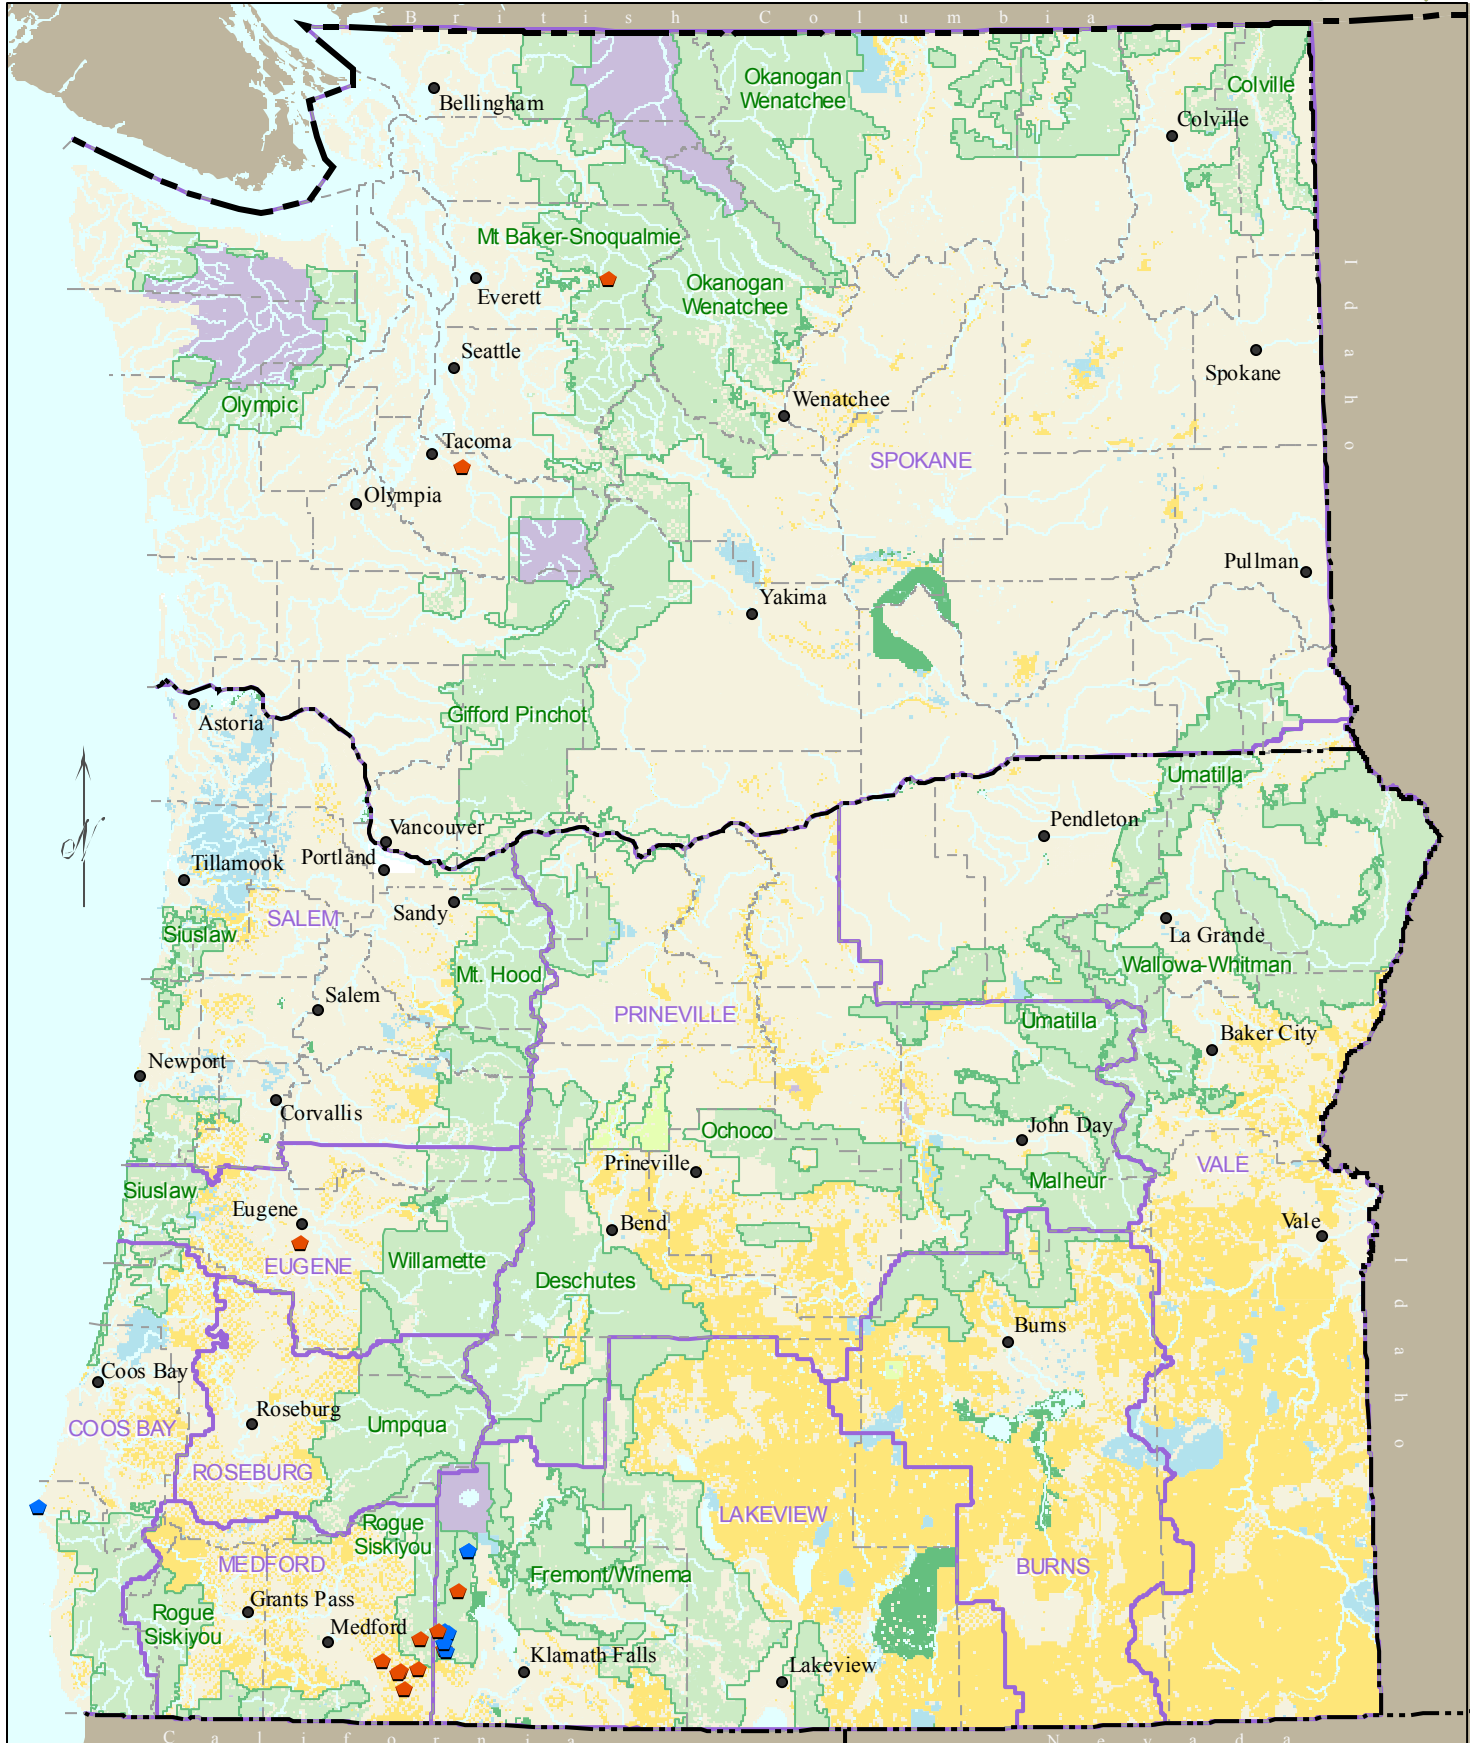 British Columbia
Okanogan
Wenatchee
Colville
Bellingham
Colville
Mt Baker-Snoqualmie
Idaho
Okanogan
Wenatchee
Everett
Seattle
Spokane
Wenatchee
Olympic
Tacoma
SPOKANE
Olympia
Pullman
Yakima
Gifford Pinchot
Astoria
Umatilla
Vancouver
Pendleton
Portland
Tillamook
Sandy
SALEM
Siuslaw
La Grande
Wallowa-Whitman
Mt. Hood
Salem
PRINEVILLE
Umatilla
Baker City
Newport
Corvallis
John Day
Ochoco
Prineville
VALE
Malheur
Siuslaw
Eugene
Bend
Vale
EUGENE
Willamette
Deschutes
Idaho
Burns
Coos Bay
Roseburg
COOS BAY
Umpqua
ROSEBURG
LAKEVIEW
Rogue
Siskiyou
MEDFORD
Fremont/Winema
BURNS
Grants Pass
Rogue
Siskiyou
Medford
Klamath Falls
Lakeview
California
Nevada